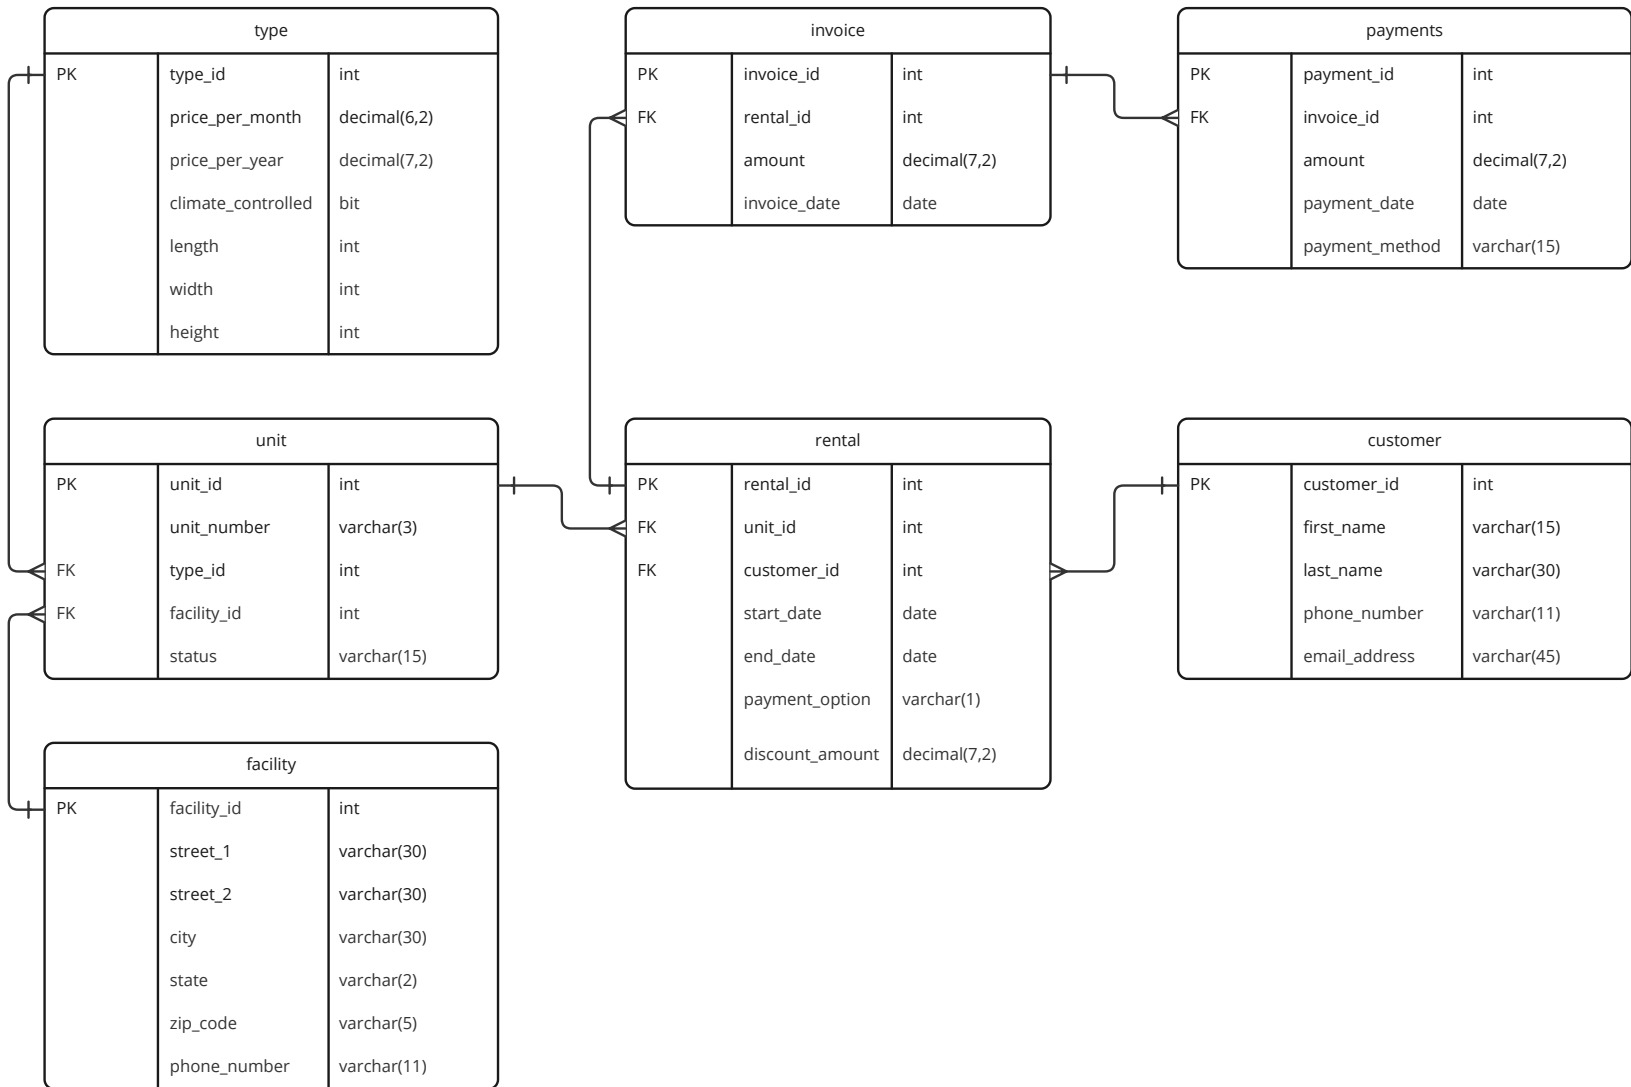 type
PK type_id int
price_per_month decimal(6,2)
price_per_year decimal(7,2)
climate_controlled bit
length int
width int
height int
invoice
PK invoice_id int
FK rental_id int
amount decimal(7,2)
invoice_date date
payments
PK payment_id int
FK invoice_id int
amount decimal(7,2)
payment_date date
payment_method varchar(15)
unit
PK unit_id int
unit_number varchar(3)
FK type_id int
FK facility_id int
status varchar(15)
rental
PK rental_id int
FK unit_id int
FK customer_id int
start_date date
end_date date
payment_option varchar(1)
discount_amount decimal(7,2)
customer
PK customer_id int
first_name varchar(15)
last_name varchar(30)
phone_number varchar(11)
email_address varchar(45)
facility
PK facility_id int
street_1 varchar(30)
street_2 varchar(30)
city varchar(30)
state varchar(2)
zip_code varchar(5)
phone_number varchar(11)